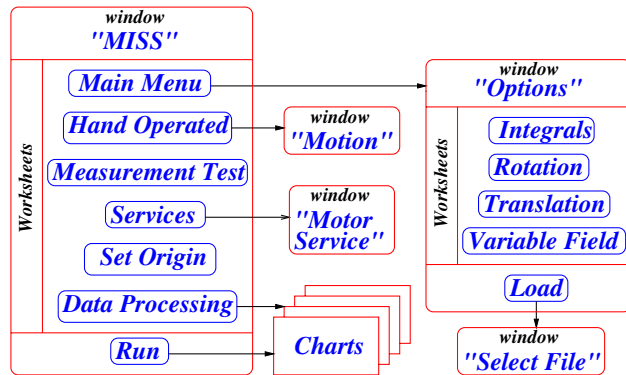 window
"MISS"
Worksheets
Main Menu
Hand Operated
Measurement Test
Services
Set Origin
Data Processing
Run
window
"Motion"
window
"Motor
Service"
Charts
window
"Options"
Worksheets
Integrals
Rotation
Translation
Variable Field
Load
window
"Select File"